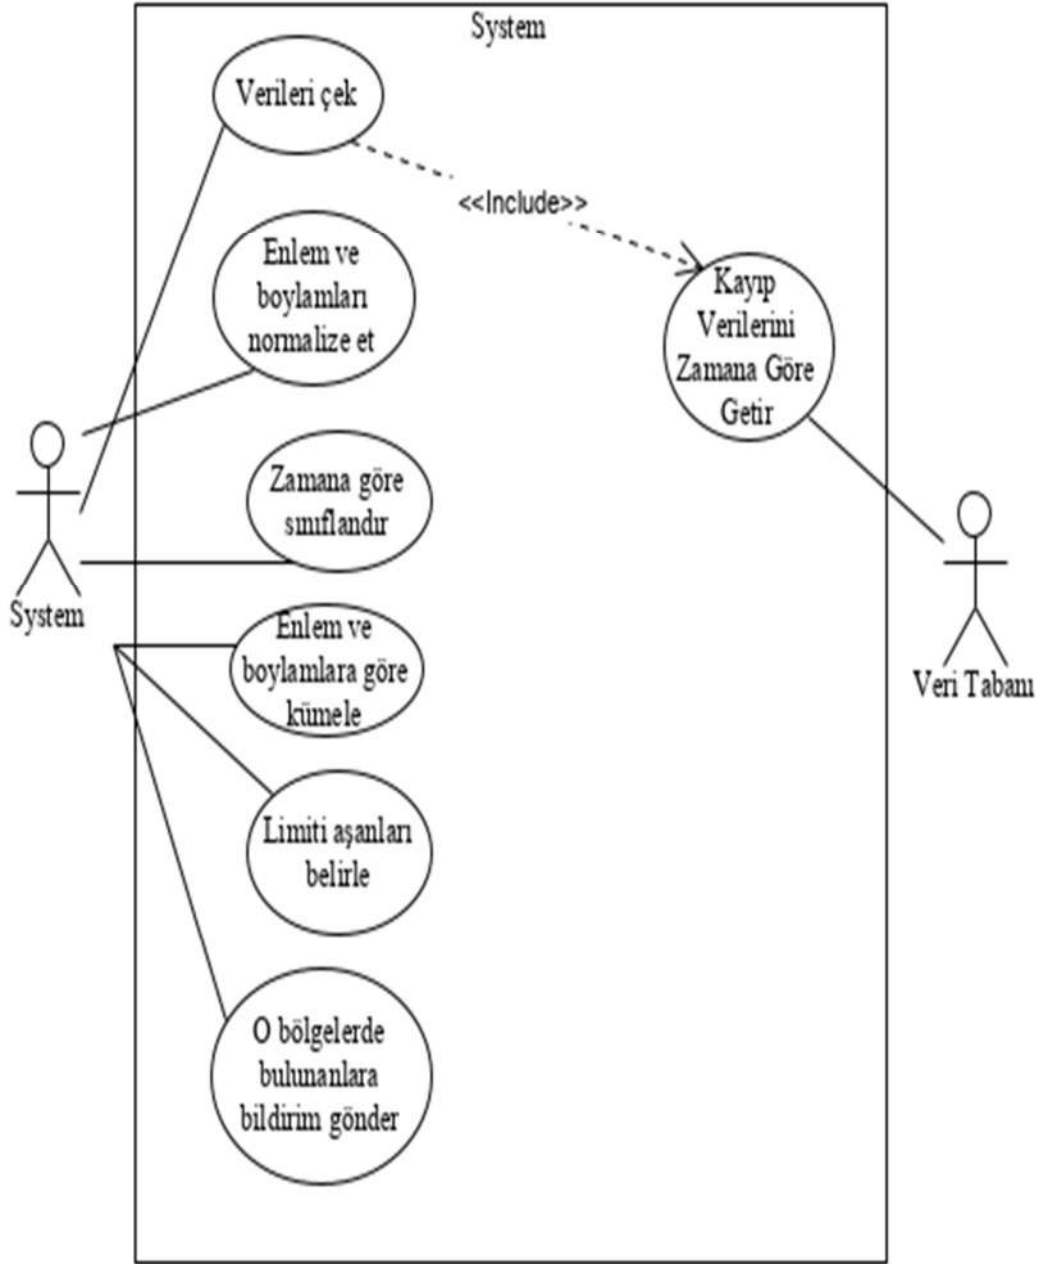 System
Verileri çek
<<Include>>
Enlem ve
boylamları
normalize et
Kayıp
Verilerini
Zamana Göre
Getir
Zamana göre
sınıflandır
System
Enlem ve
boylamlara göre
kümele
Veri Tabanı
Limiti aşanları
belirle
O bölgelerde
bulunanlara
bildirim gönder